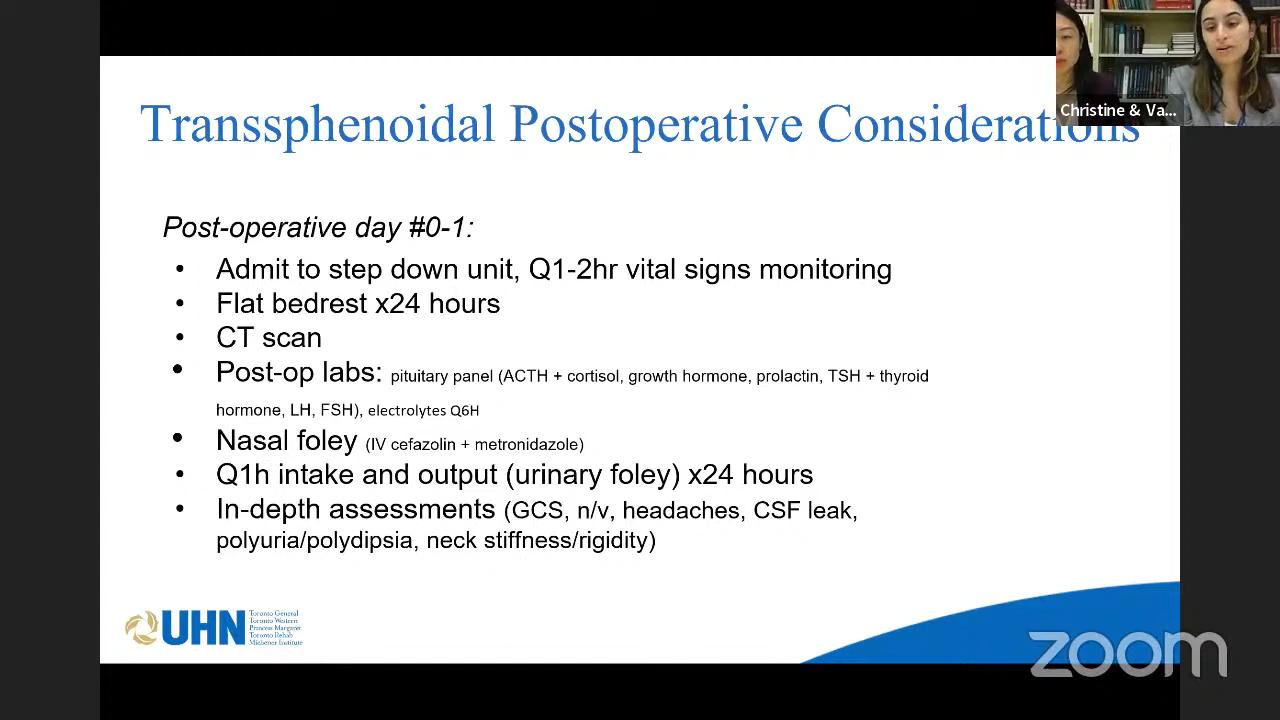 Transsphenoidal Postoperative Considerations
Christine & Va...
Post-operative day #0-1:
• Admit to step down unit, Q1-2hr vital signs monitoring
• Flat bedrest x24 hours
• CT scan
• Post-op labs: pituitary panel (ACTH + cortisol, growth hormone, prolactin, TSH + thyroid
hormone, LH, FSH), electrolytes Q6H
• Nasal foley (IV cefazolin + metronidazole)
• Q1h intake and output (urinary foley) x24 hours
• In-depth assessments (GCS, n/v, headaches, CSF leak,
polyuria/polydipsia, neck stiffness/rigidity)
UHN
Toronto General
Toronto Western
Princess Margaret
Toronto Rehab
Michener Institute
zoom